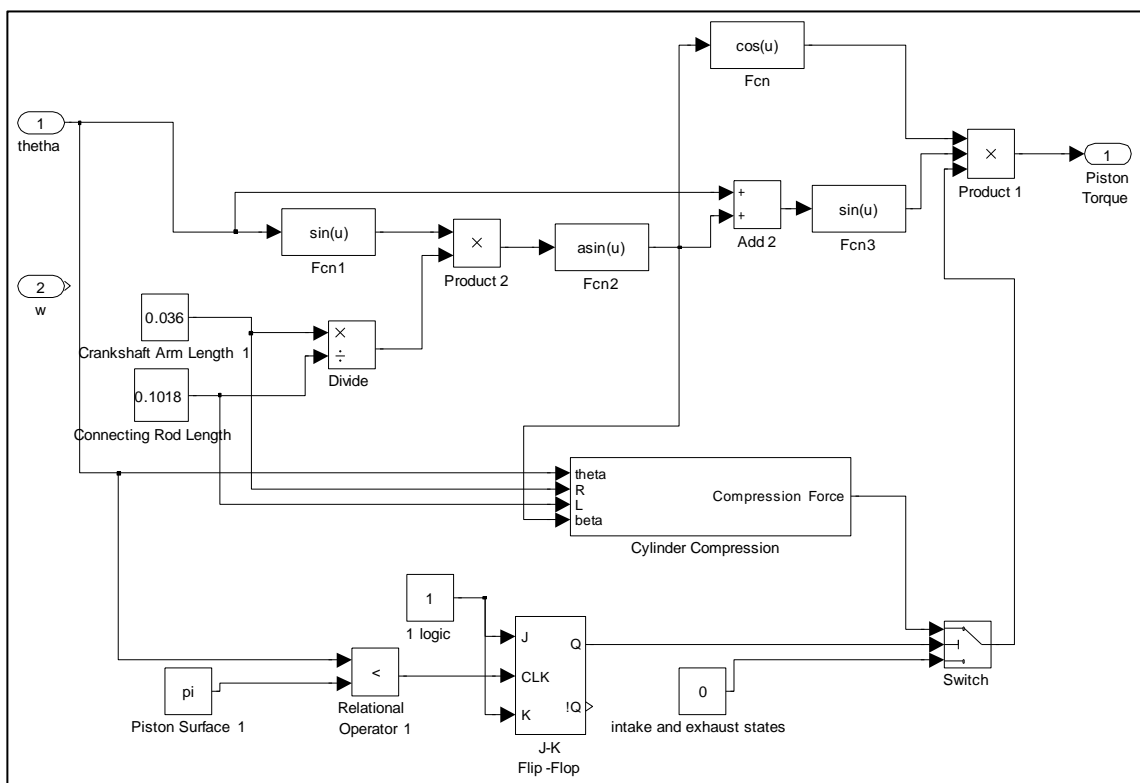 cos(u)
Fcn
1
thetha
1
Piston
Torque
×
Product 1
+
+
Add 2
sin(u)
Fcn3
sin(u)
Fcn1
×
Product 2
asin(u)
Fcn2
2
w
0.036
Crankshaft Arm Length 1
×
÷
Divide
0.1018
Connecting Rod Length
theta
R
L
beta
Compression Force
Cylinder Compression
1
1 logic
J
CLK
K
Q
!Q
J-K
Flip -Flop
pi
Piston Surface 1
<
Relational
Operator 1
0
intake and exhaust states
Switch